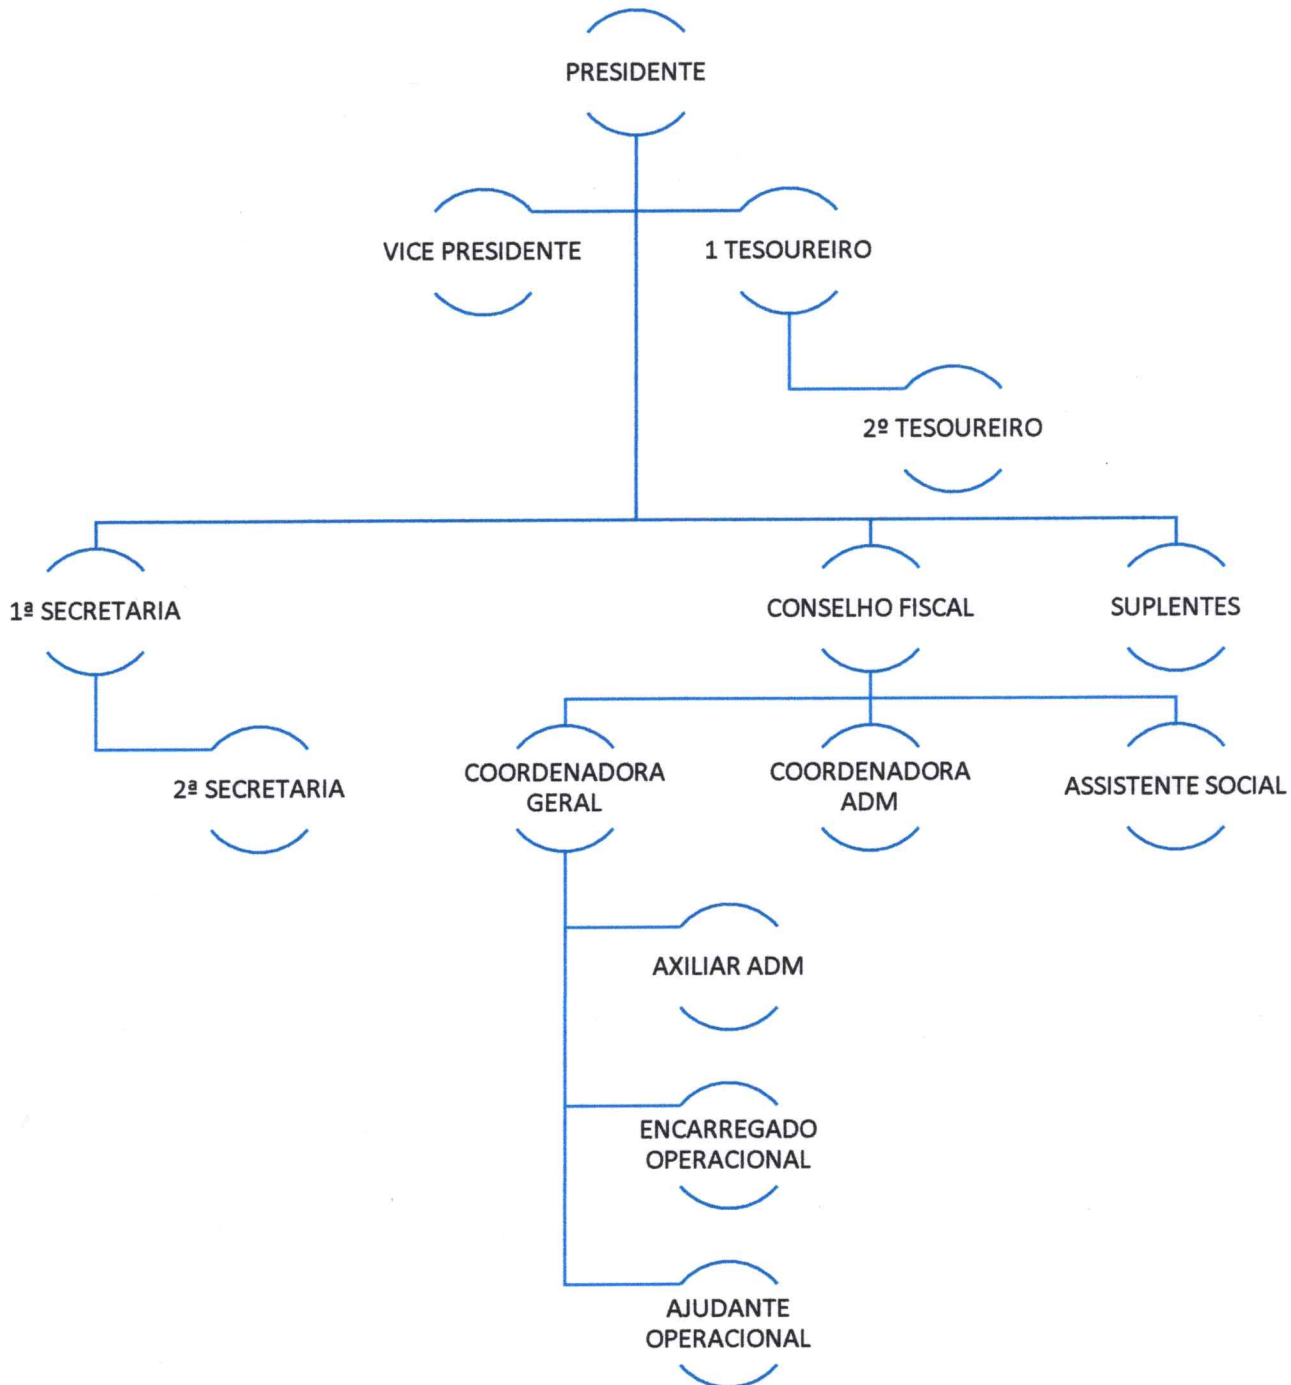 PRESIDENTE
VICE PRESIDENTE
1 TESOUREIRO
2º TESOUREIRO
1ª SECRETARIA
CONSELHO FISCAL
SUPLENTES
2ª SECRETARIA
COORDENADORA
GERAL
COORDENADORA
ADM
ASSISTENTE SOCIAL
AXILIAR ADM
ENCARREGADO
OPERACIONAL
AJUDANTE
OPERACIONAL